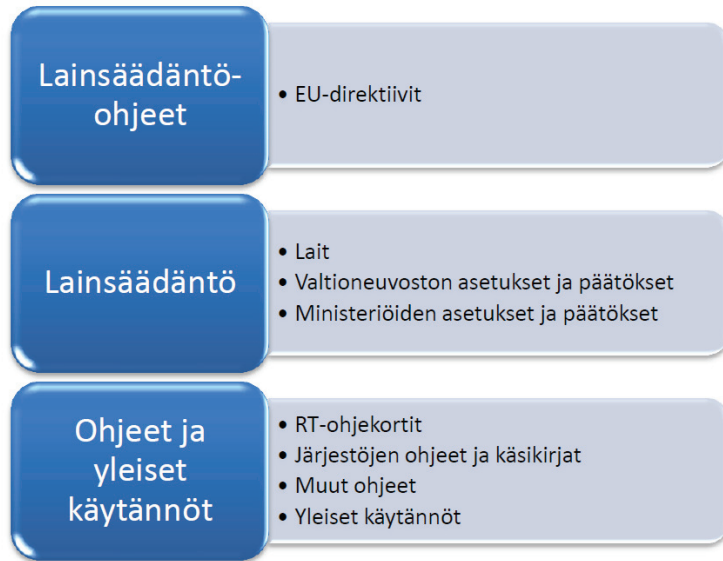 Lainsäädäntö-
ohjeet
• EU-direktiivit
Lainsäädäntö
• Lait
• Valtioneuvoston asetukset ja päätökset
• Ministeriöiden asetukset ja päätökset
Ohjeet ja
yleiset
käytännöt
• RT-ohjekortit
• Järjestöjen ohjeet ja käsikirjat
• Muut ohjeet
• Yleiset käytännöt